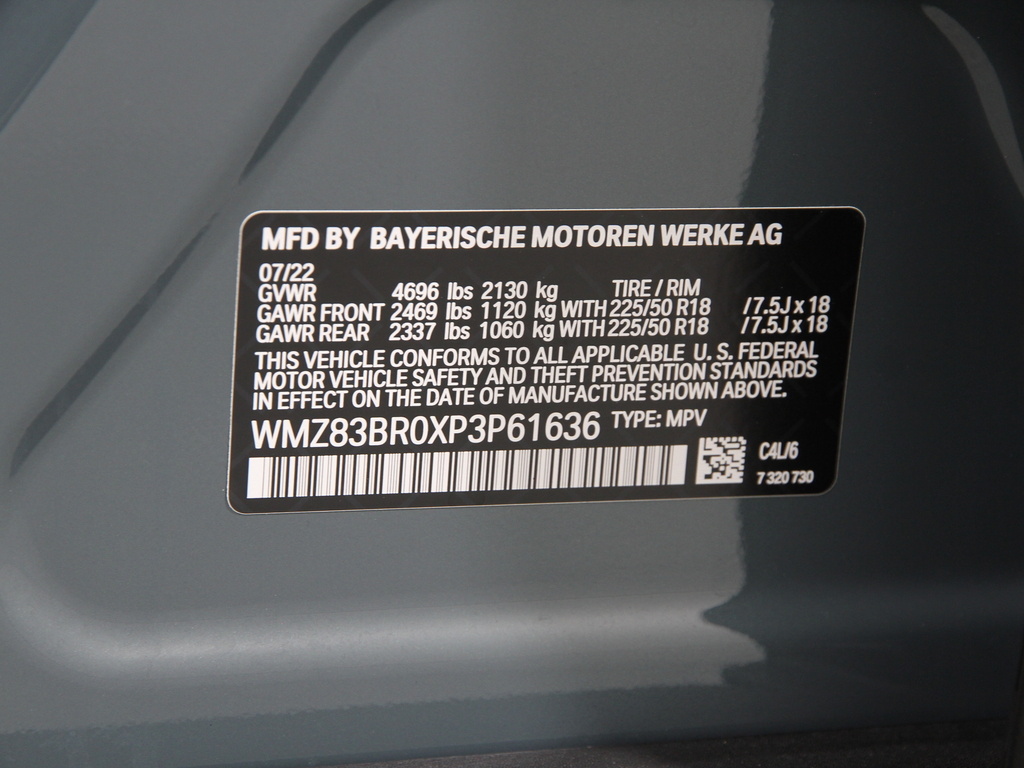 MFD BY BAYERISCHE MOTOREN WERKE AG
07/22
GVWR 4696 lbs 2130 kg TIRE / RIM
GAWR FRONT 2469 lbs 1120 kg WITH 225/50 R18 /7.5J x 18
GAWR REAR 2337 lbs 1060 kg WITH 225/50 R18 /7.5J x 18
THIS VEHICLE CONFORMS TO ALL APPLICABLE U. S. FEDERAL
MOTOR VEHICLE SAFETY AND THEFT PREVENTION STANDARDS
IN EFFECT ON THE DATE OF MANUFACTURE SHOWN ABOVE.
WMZ83BR0XP3P61636 TYPE: MPV
C4L/6
7 320 730